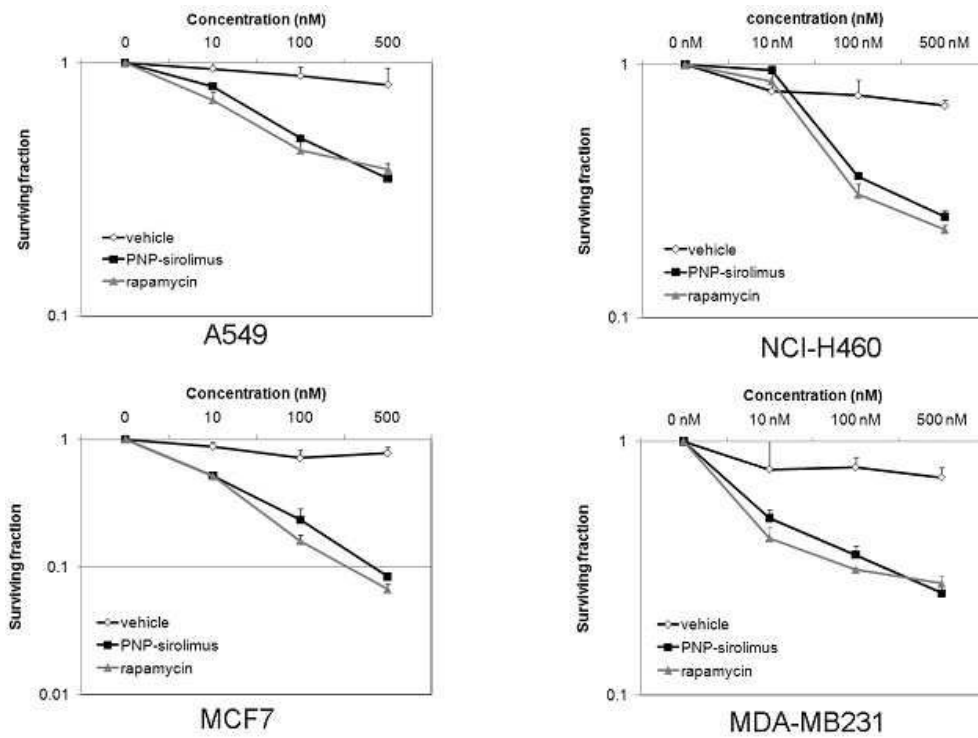 Concentration (nM)
0 10 100 500
1
Surviving fraction
vehicle
PNP-sirolimus
rapamycin
0.1
A549
concentration (nM)
0 nM 10 nM 100 nM 500 nM
1
Surviving fraction
vehicle
PNP-sirolimus
rapamycin
0.1
NCI-H460
Concentration (nM)
0 10 100 500
1
Surviving fraction
0.1
vehicle
PNP-sirolimus
rapamycin
0.01
MCF7
Concentration (nM)
0 nM 10 nM 100 nM 500 nM
1
Surviving fraction
vehicle
PNP-sirolimus
rapamycin
0.1
MDA-MB231